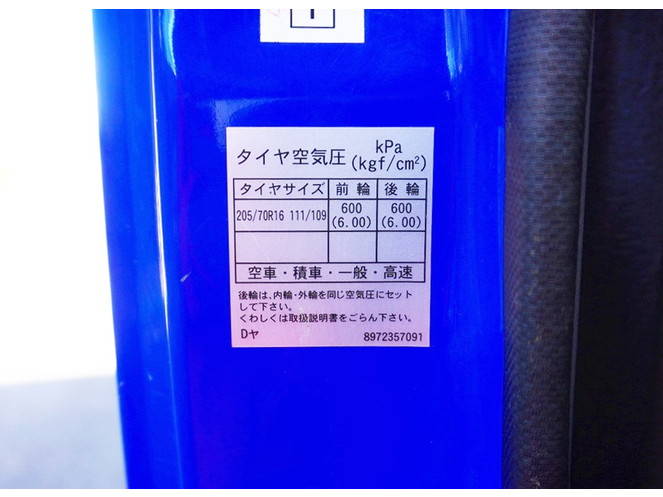 タイヤ空気圧 kPa (kgf/cm²)
タイヤサイズ 前輪 後輪
205/70R16 111/109 600 (6.00) 600 (6.00)
空車・積車・一般・高速
後輪は、内輪・外輪を同じ空気圧にセット
して下さい。
くわしくは取扱説明書をごらん下さい。
Dヤ 8972357091